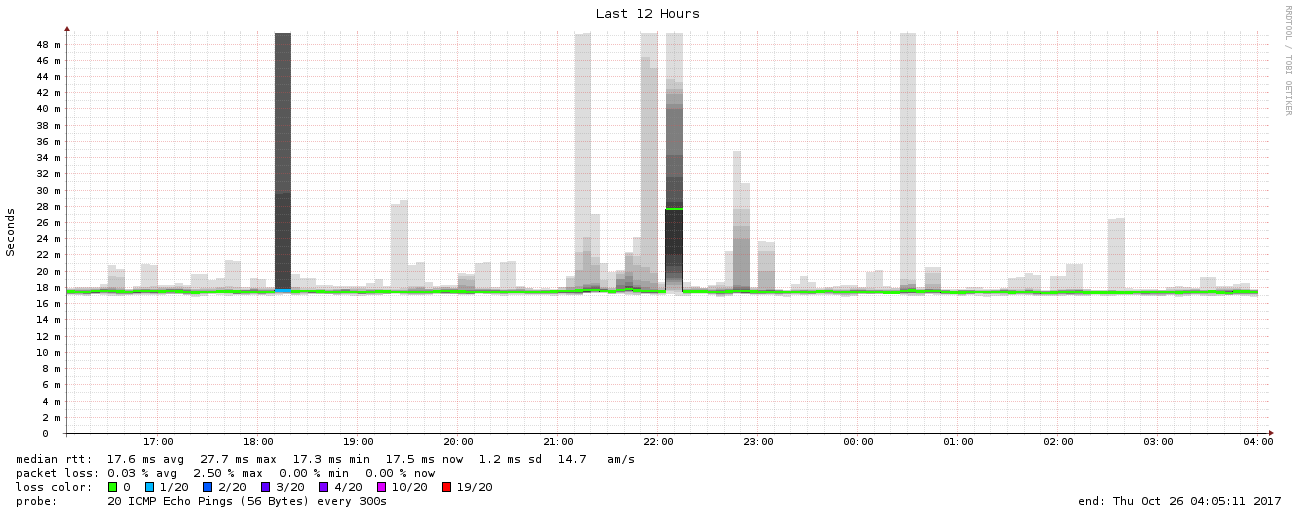 Last 12 Hours
RRDTOOL / TOBI OETIKER
Seconds
48 m
46 m
44 m
42 m
40 m
38 m
36 m
34 m
32 m
30 m
28 m
26 m
24 m
22 m
20 m
18 m
16 m
14 m
12 m
10 m
8 m
6 m
4 m
2 m
0
17:00 18:00 19:00 20:00 21:00 22:00 23:00 00:00 01:00 02:00 03:00 04:00
median rtt: 17.6 ms avg 27.7 ms max 17.3 ms min 17.5 ms now 1.2 ms sd 14.7 am/s
packet loss: 0.03 % avg 2.50 % max 0.00 % min 0.00 % now
loss color: 0 1/20 2/20 3/20 4/20 10/20 19/20
probe: 20 ICMP Echo Pings (56 Bytes) every 300s end: Thu Oct 26 04:05:11 2017